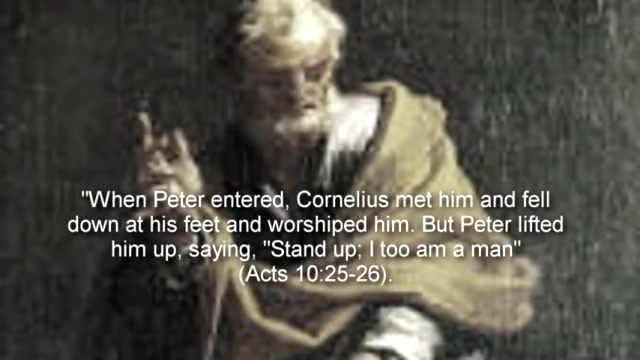 "When Peter entered, Cornelius met him and fell
down at his feet and worshiped him. But Peter lifted
him up, saying, "Stand up; I too am a man"
(Acts 10:25-26).